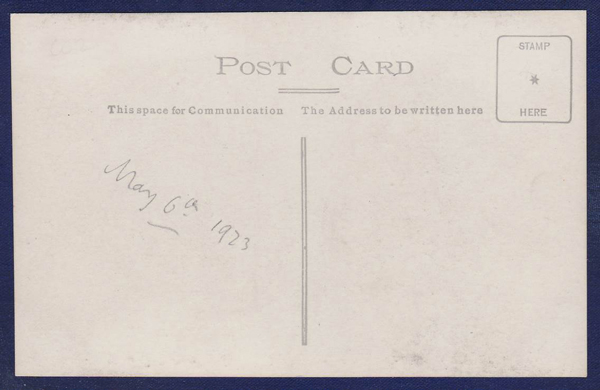 POST CARD
STAMP
*
HERE
This space for Communication
The Address to be written here
May 6th 1923